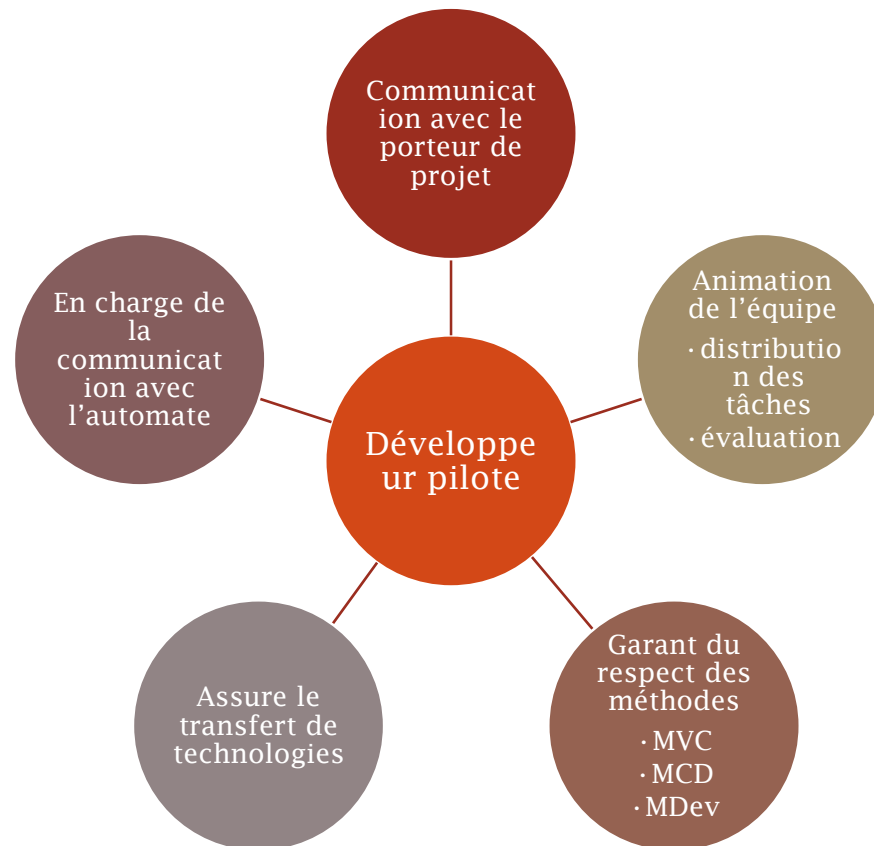 Communicat
ion avec le
porteur de
projet
Animation
de l’équipe
· distributio
n des
tâches
· évaluation
Garant du
respect des
méthodes
· MVC
· MCD
· MDev
Assure le
transfert de
technologies
En charge de
la
communicat
ion avec
l’automate
Développe
ur pilote